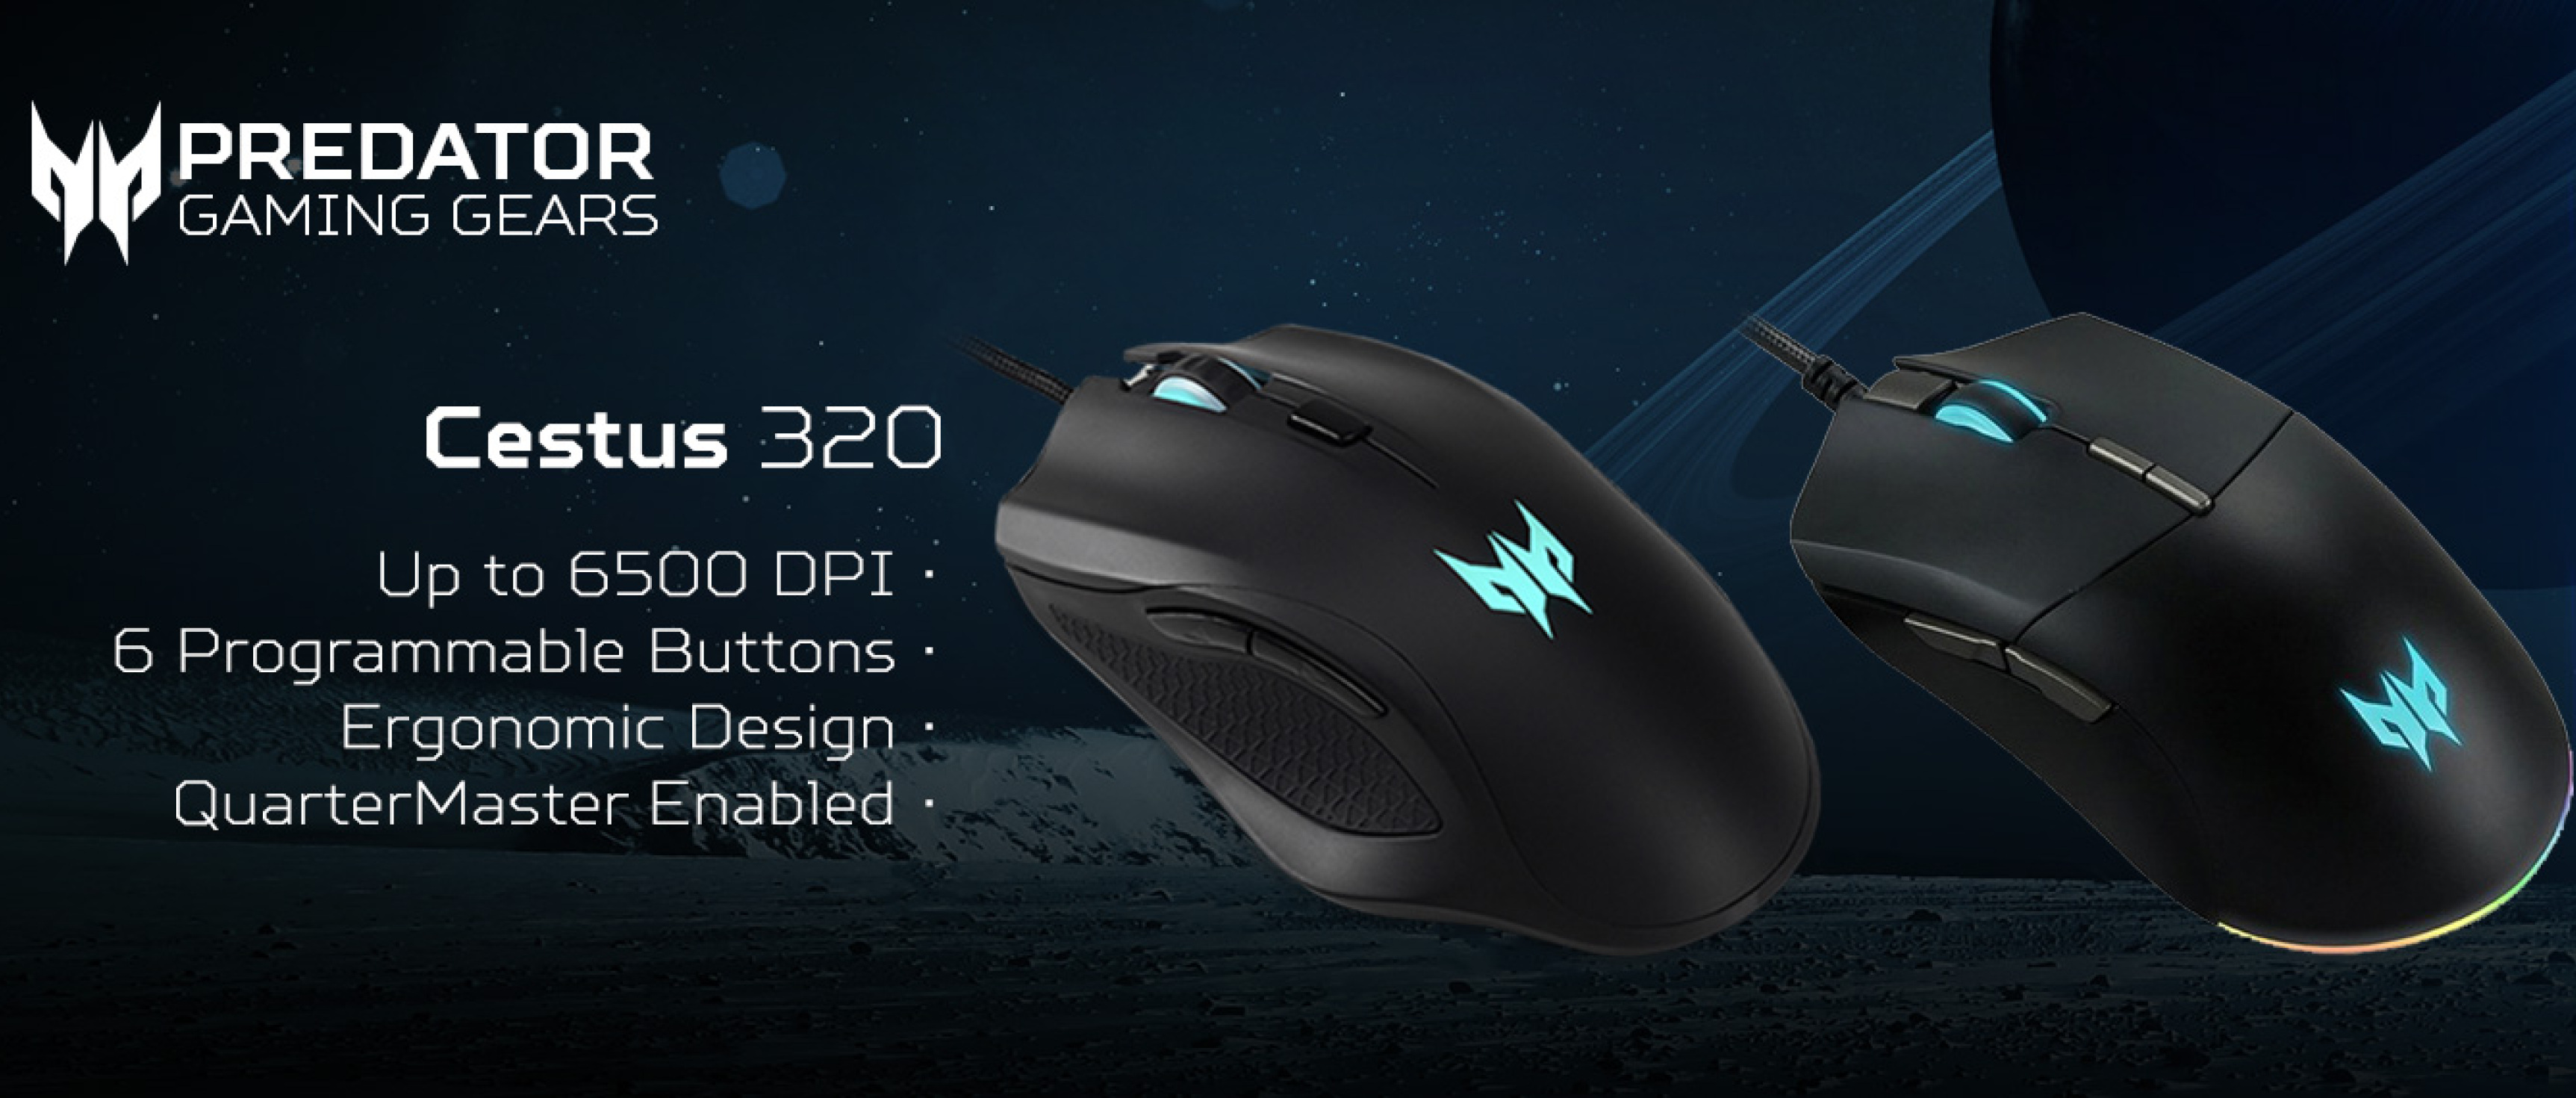 PREDATOR
GAMING GEARS
Cestus 320
Up to 6500 DPI ·
6 Programmable Buttons ·
Ergonomic Design ·
QuarterMaster Enabled ·